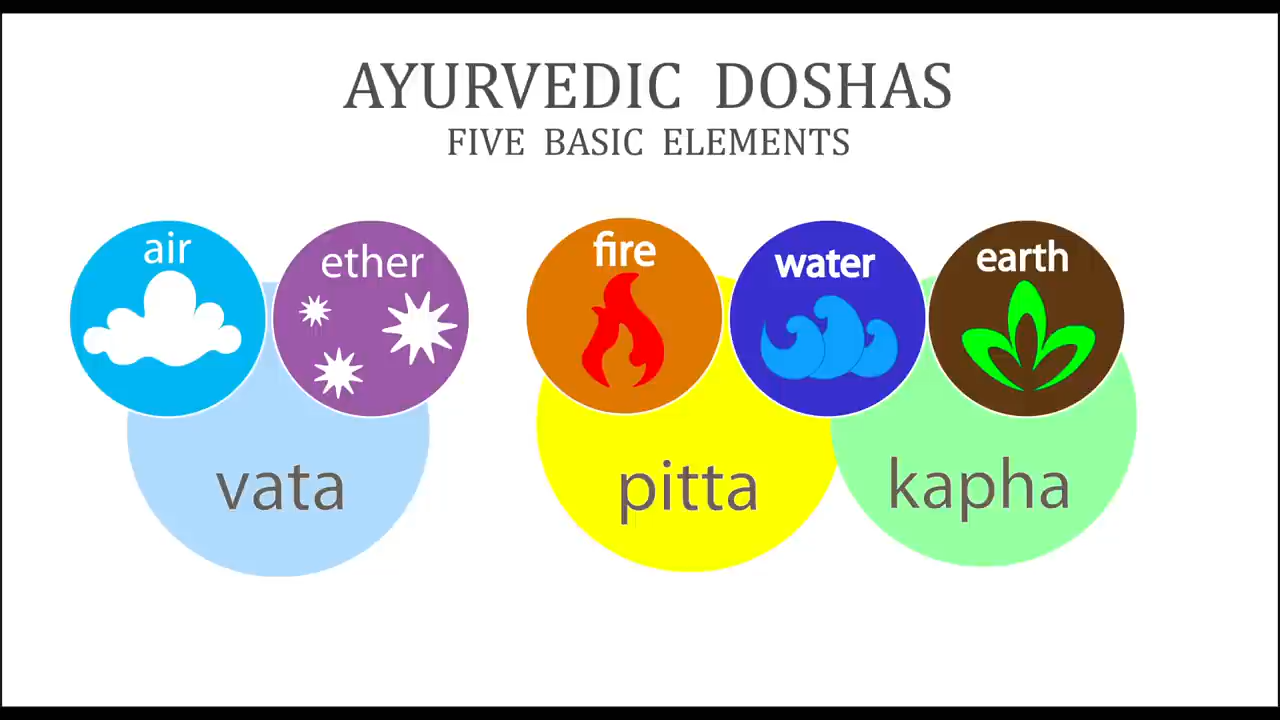 AYURVEDIC DOSHAS
FIVE BASIC ELEMENTS
air
ether
fire
water
earth
vata
pitta
kapha